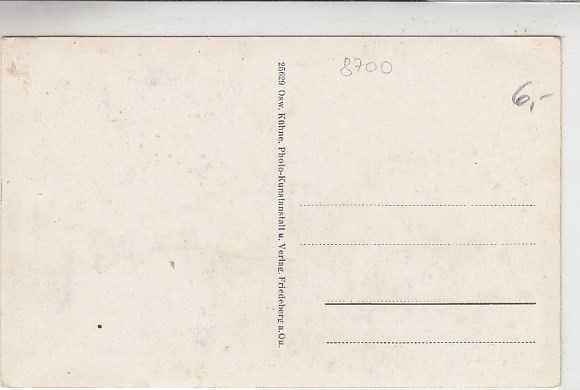 8700
6,-
25629 Osw. Kühne, Photo-Kunstanstalt u. Verlag, Friedeberg a. Qu.